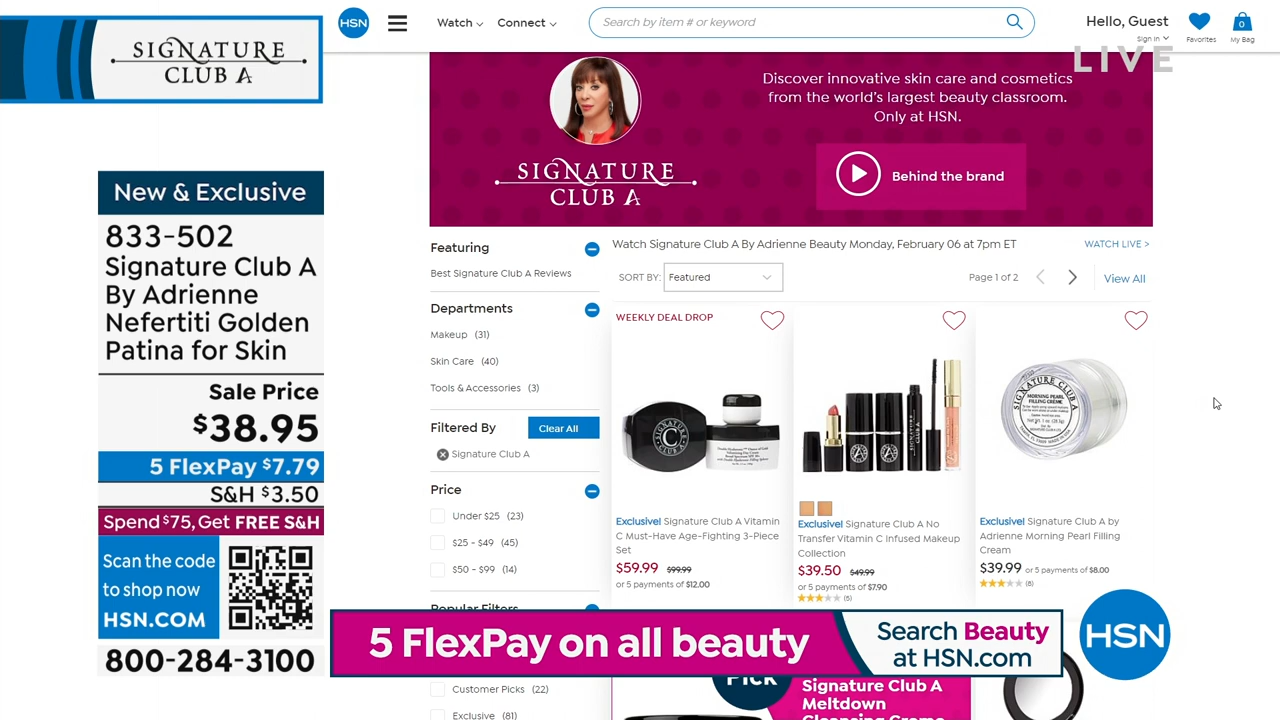 SIGNATURE
CLUB A
HSN
Watch
Connect
Search by item # or keyword
Hello, Guest
Sign In
Favorites
0
My Bag
LIVE
New & Exclusive
833-502
Signature Club A
By Adrienne
Nefertiti Golden
Patina for Skin
Sale Price
$38.95
5 FlexPay $7.79
S&H $3.50
Spend $75, Get FREE S&H
Scan the code
to shop now
HSN.COM
800-284-3100
SIGNATURE
CLUB A
Discover innovative skin care and cosmetics
from the world's largest beauty classroom.
Only at HSN.
Behind the brand
Featuring
Best Signature Club A Reviews
Departments
Makeup (31)
Skin Care (40)
Tools & Accessories (3)
Filtered By
Clear All
Signature Club A
Price
Under $25 (23)
$25 - $49 (45)
$50 - $99 (14)
Popular Filters
Customer Picks (22)
Exclusive (81)
Watch Signature Club A By Adrienne Beauty Monday, February 06 at 7pm ET
WATCH LIVE >
SORT BY: Featured
Page 1 of 2
View All
WEEKLY DEAL DROP
Exclusive! Signature Club A Vitamin
C Must-Have Age-Fighting 3-Piece
Set
$59.99 $99.99
or 5 payments of $12.00
Exclusive! Signature Club A No
Transfer Vitamin C Infused Makeup
Collection
$39.50 $49.99
or 5 payments of $7.90
(5)
SIGNATURE CLUB A
MORNING PEARL
FILLING CREME
Exclusive! Signature Club A by
Adrienne Morning Pearl Filling
Cream
$39.99 or 5 payments of $8.00
(8)
5 FlexPay on all beauty
Search Beauty
at HSN.com
HSN
PICK
Signature Club A
Meltdown
Cleansing Creme